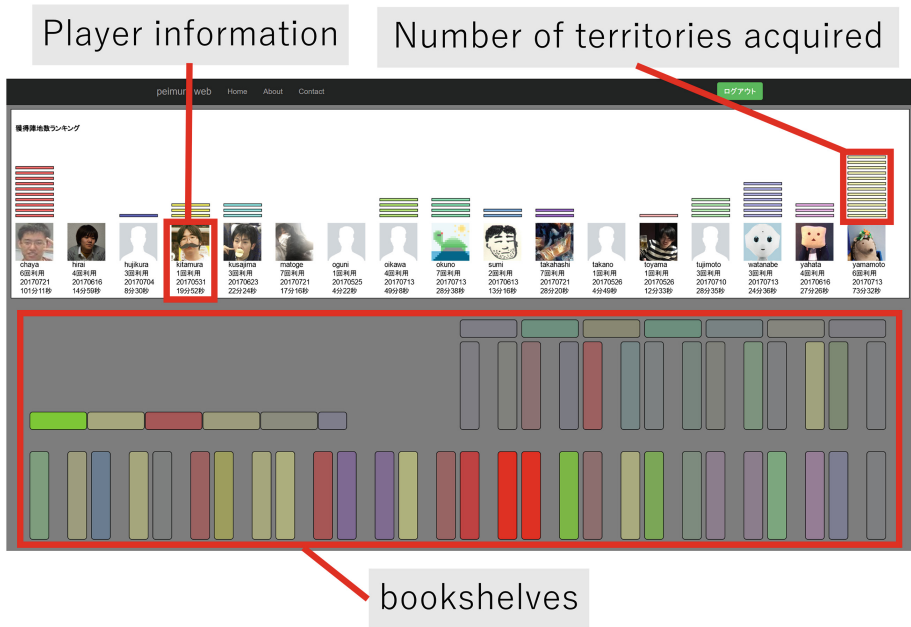 Player information
Number of territories acquired
peimura web Home About Contact ログアウト
獲得陣地数ランキング
chaya hirai hujikura kitamura kusajima matoge oguni oikawa okuno sumi takahashi takano toyama tujimoto watanabe yahata yamamoto
6回利用 4回利用 3回利用 1回利用 3回利用 7回利用 1回利用 4回利用 7回利用 2回利用 7回利用 1回利用 1回利用 3回利用 3回利用 4回利用 6回利用
20170721 20170616 20170704 20170531 20170623 20170721 20170525 20170713 20170713 20170613 20170721 20170526 20170526 20170710 20170713 20170616 20170713
101分11秒 14分59秒 8分30秒 19分52秒 22分24秒 17分16秒 4分22秒 49分8秒 28分38秒 13分16秒 28分20秒 4分49秒 12分33秒 28分35秒 24分36秒 27分26秒 73分32秒
bookshelves